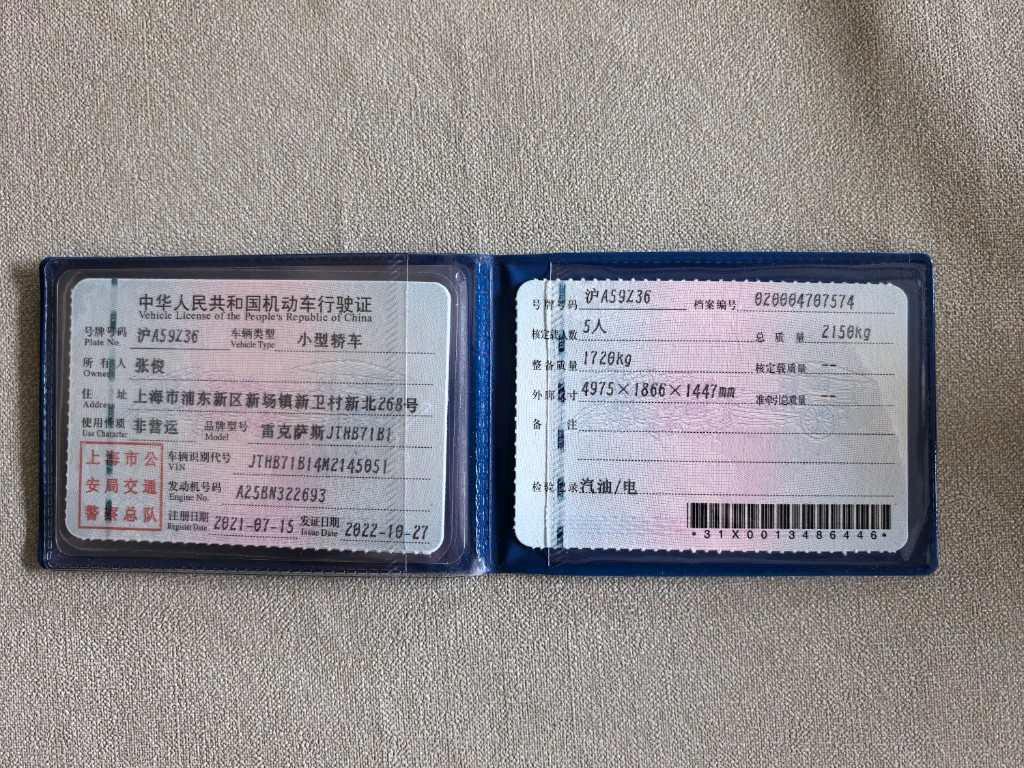 中华人民共和国机动车行驶证
Vehicle License of the People's Republic of China
号牌号码 沪A59Z36 车辆类型 小型轿车
Plate No. Vehicle Type
所有人 张俊
Owner
住址 上海市浦东新区新场镇新卫村新北268号
Address
使用性质 非营运 品牌型号 雷克萨斯JTHB71B1
Use Character Model
上海市公安局交通警察总队
车辆识别代号 JTHB71B14M2145051
VIN
发动机号码 A25BN322693
Engine No.
注册日期 2021-07-15 发证日期 2022-10-27
Register Date Issue Date
号牌号码 沪A59Z36 档案编号 020004707574
核定载人数 5人 总质量 2150kg
整备质量 1720kg 核定载质量 --
外廓尺寸 4975×1866×1447mm 准牵引总质量 --
备注
检验记录 汽油/电
*31X0013486446*